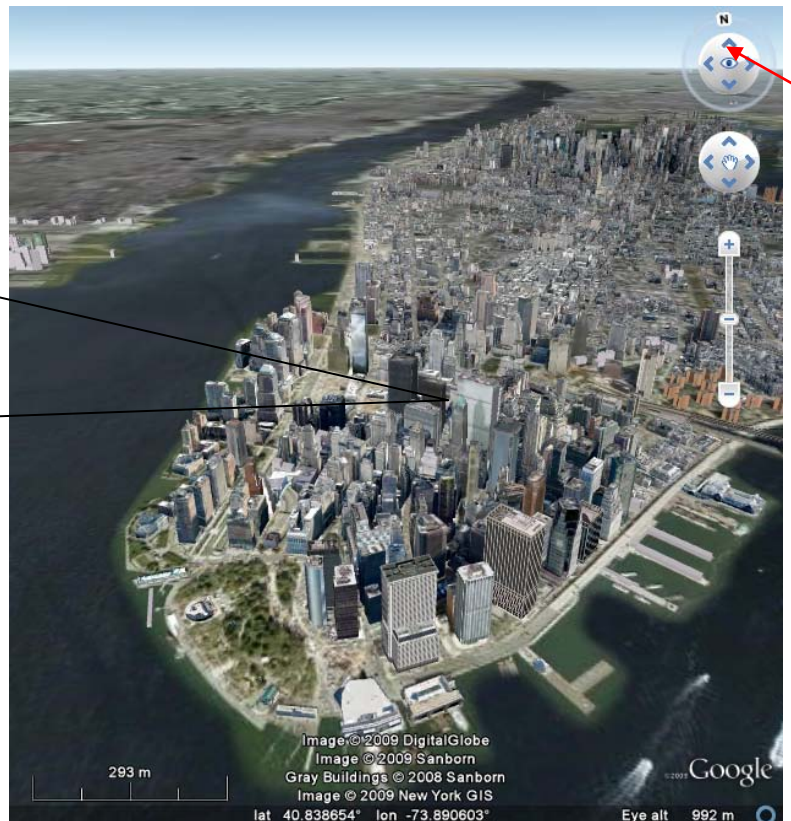 N
Image © 2009 DigitalGlobe
Image © 2009 Sanborn
Gray Buildings © 2008 Sanborn
Image © 2009 New York GIS
293 m
©2009 Google
lat 40.838654° lon -73.890603° Eye alt 992 m